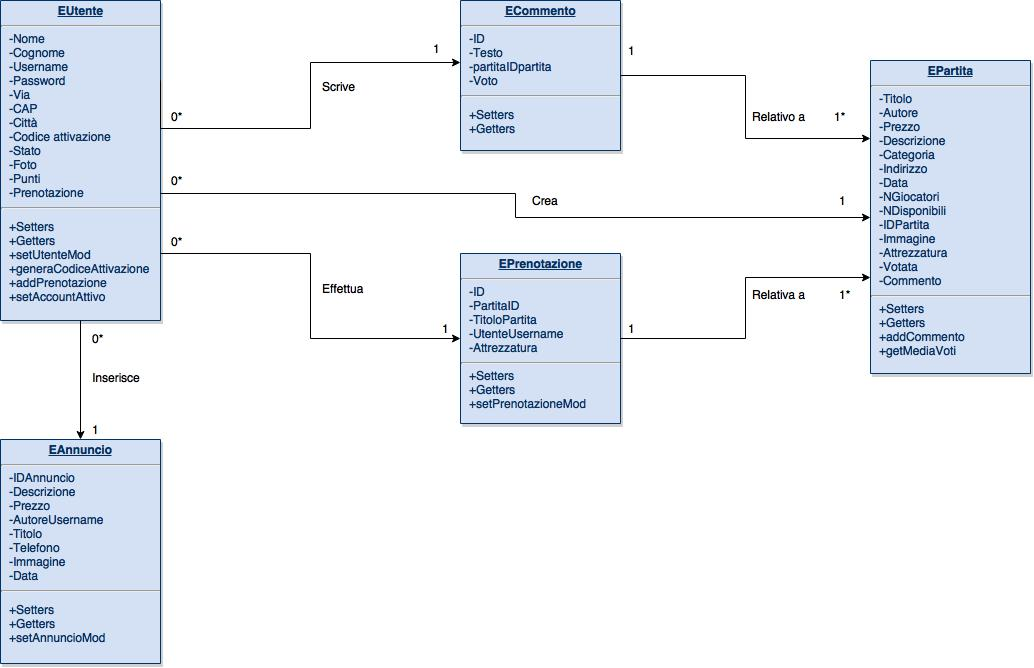 EUtente
-Nome
-Cognome
-Username
-Password
-Via
-CAP
-Città
-Codice attivazione
-Stato
-Foto
-Punti
-Prenotazione
+Setters
+Getters
+setUtenteMod
+generaCodiceAttivazione
+addPrenotazione
+setAccountAttivo
0*
Scrive
1
ECommento
-ID
-Testo
-partitaIDpartita
-Voto
+Setters
+Getters
1
Relativo a
1*
EPartita
-Titolo
-Autore
-Prezzo
-Descrizione
-Categoria
-Indirizzo
-Data
-NGiocatori
-NDisponibili
-IDPartita
-Immagine
-Attrezzatura
-Votata
-Commento
+Setters
+Getters
+addCommento
+getMediaVoti
0*
Crea
1
0*
Effettua
1
EPrenotazione
-ID
-PartitaID
-TitoloPartita
-UtenteUsername
-Attrezzatura
+Setters
+Getters
+setPrenotazioneMod
1
Relativa a
1*
0*
Inserisce
1
EAnnuncio
-IDAnnuncio
-Descrizione
-Prezzo
-AutoreUsername
-Titolo
-Telefono
-Immagine
-Data
+Setters
+Getters
+setAnnuncioMod